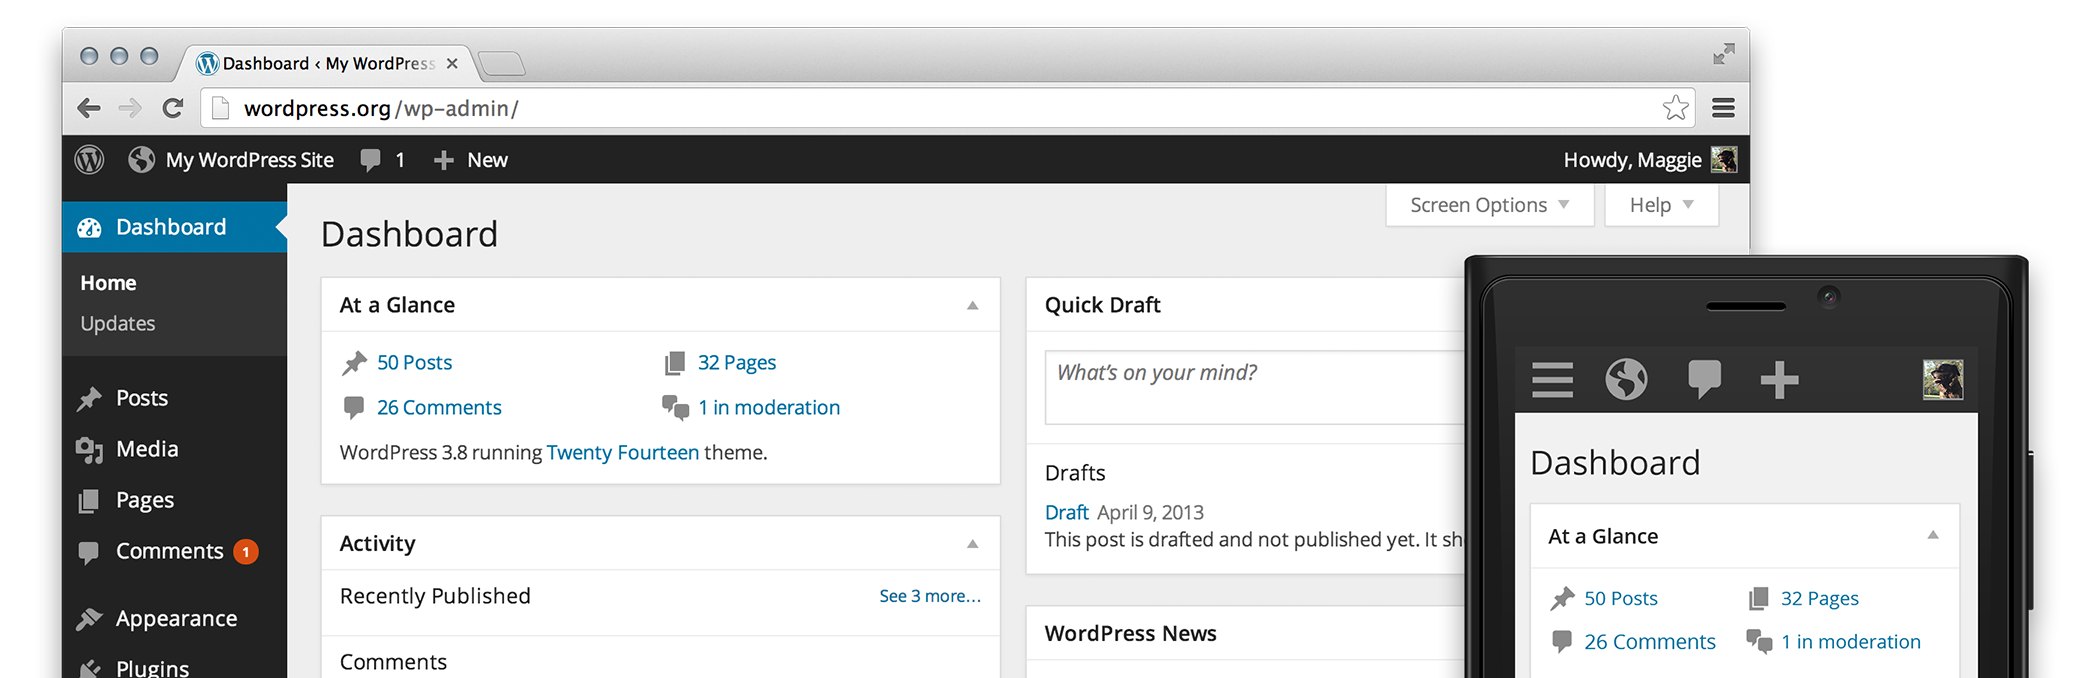 Dashboard ‹ My WordPress
wordpress.org/wp-admin/
My WordPress Site 1 New
Howdy, Maggie
Dashboard
Home
Updates
Posts
Media
Pages
Comments 1
Appearance
Plugins
Screen Options
Help
Dashboard
At a Glance
50 Posts
32 Pages
26 Comments
1 in moderation
WordPress 3.8 running Twenty Fourteen theme.
Activity
Recently Published
See 3 more...
Comments
Quick Draft
What's on your mind?
Drafts
Draft April 9, 2013
This post is drafted and not published yet. It sh
WordPress News
Dashboard
At a Glance
50 Posts
32 Pages
26 Comments
1 in moderation